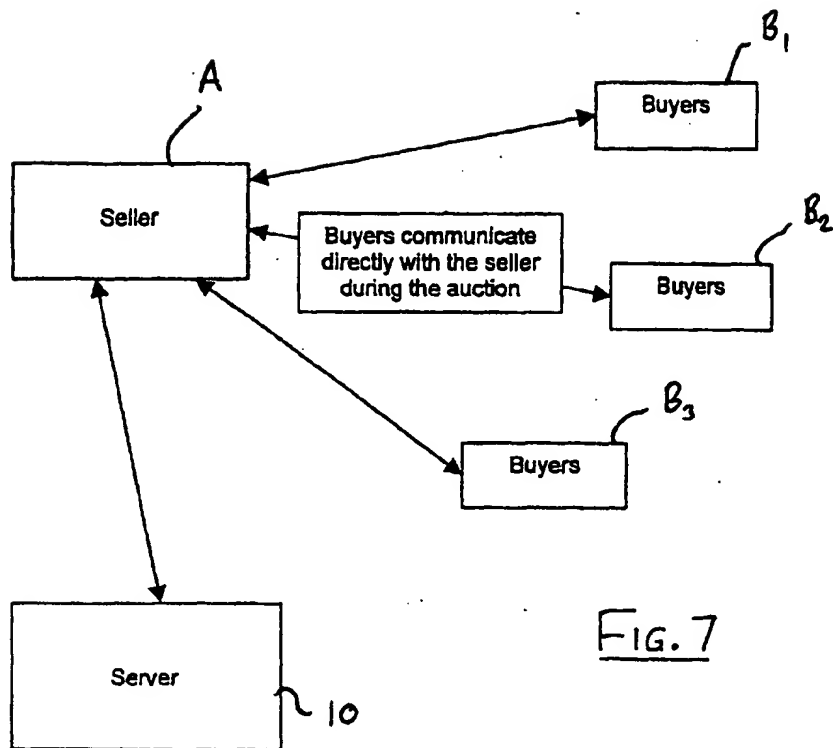 B1
Buyers
A
Seller
Buyers communicate
directly with the seller
during the auction
B2
Buyers
B3
Buyers
FIG. 7
Server
10